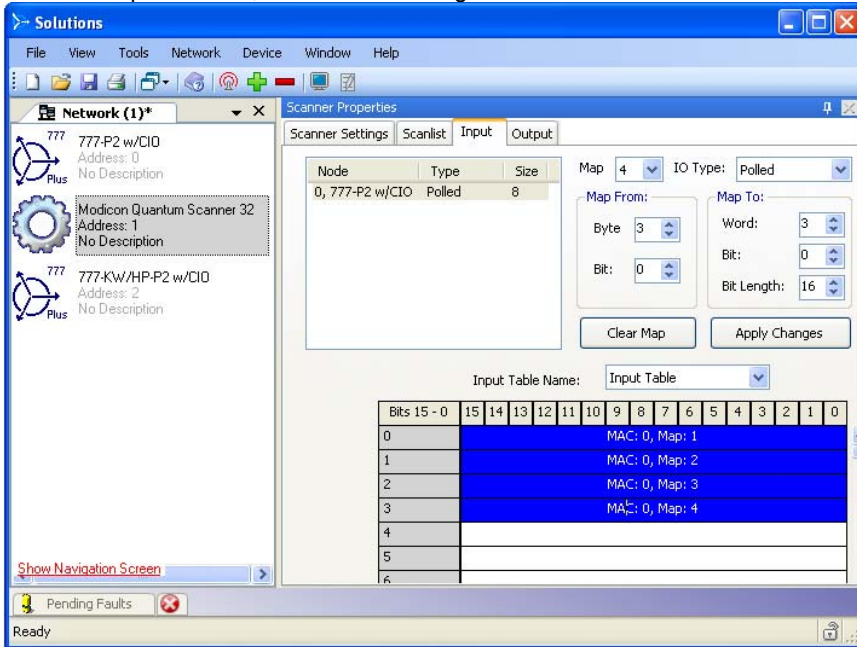 Solutions
File View Tools Network Device Window Help
Network (1)*
777 Plus
777-P2 w/CIO
Address: 0
No Description
Modicon Quantum Scanner 32
Address: 1
No Description
777 Plus
777-KW/HP-P2 w/CIO
Address: 2
No Description
Show Navigation Screen
Scanner Properties
Scanner Settings Scanlist Input Output
Node Type Size
0, 777-P2 w/CIO Polled 8
Map 4 IO Type: Polled
Map From:
Byte 3
Bit: 0
Map To:
Word: 3
Bit: 0
Bit Length: 16
Clear Map Apply Changes
Input Table Name: Input Table
Bits 15 - 0 15 14 13 12 11 10 9 8 7 6 5 4 3 2 1 0
0 MAC: 0, Map: 1
1 MAC: 0, Map: 2
2 MAC: 0, Map: 3
3 MAC: 0, Map: 4
4
5
6
Pending Faults
Ready